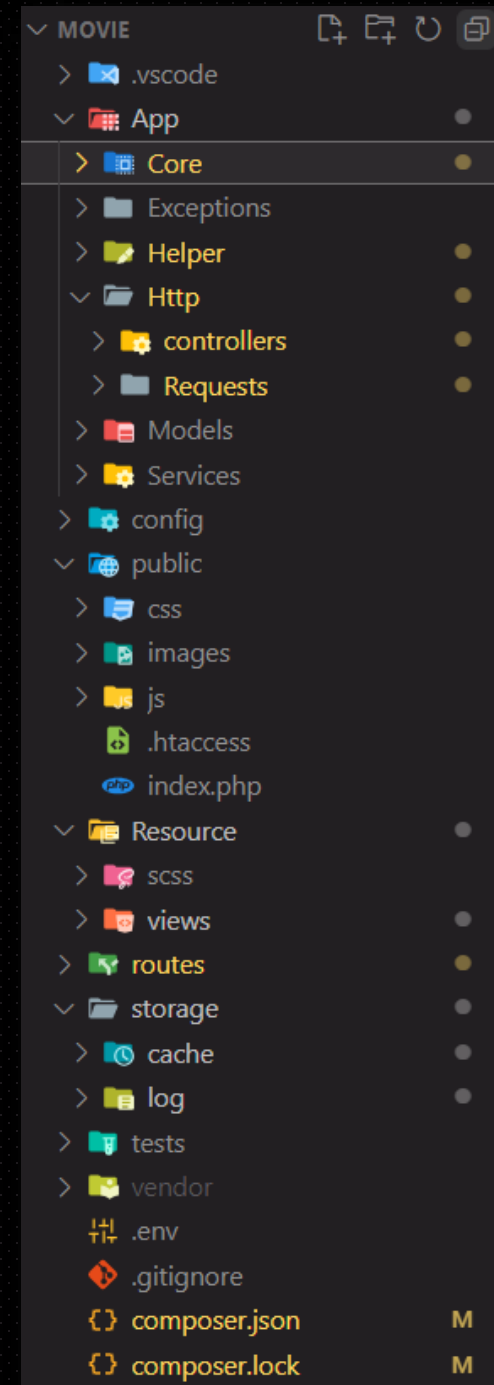 MOVIE
.vscode
App
Core
Exceptions
Helper
Http
controllers
Requests
Models
Services
config
public
css
images
js
.htaccess
index.php
Resource
scss
views
routes
storage
cache
log
tests
vendor
.env
.gitignore
composer.json M
composer.lock M